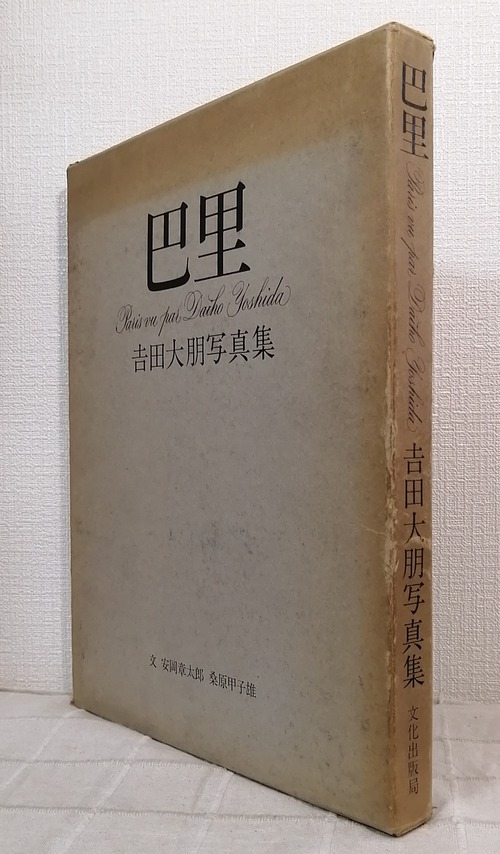 巴里
Paris vu par Daiho Yoshida
𠮷田大朋写真集
文 安岡章太郎 桑原甲子雄
巴里
Paris vu par Daiho Yoshida
𠮷田大朋写真集
文化出版局